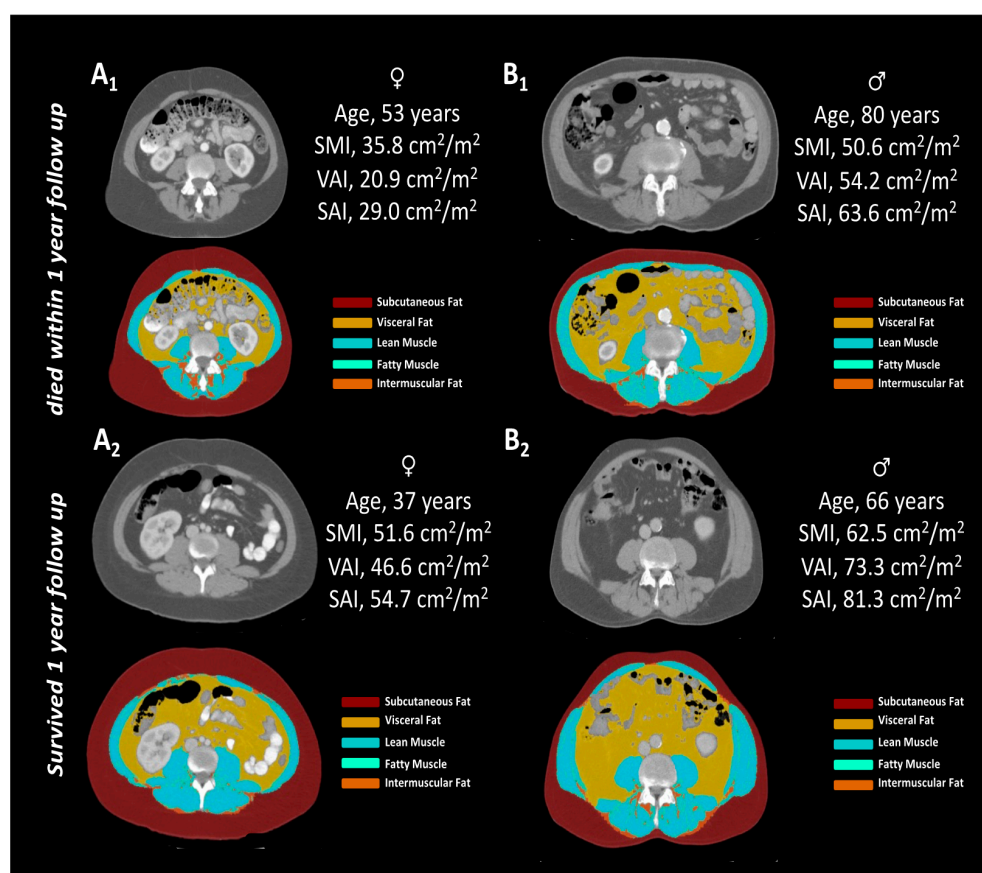 died within 1 year follow up
A1
♀
Age, 53 years
SMI, 35.8 cm²/m²
VAI, 20.9 cm²/m²
SAI, 29.0 cm²/m²
Subcutaneous Fat
Visceral Fat
Lean Muscle
Fatty Muscle
Intermuscular Fat
B1
♂
Age, 80 years
SMI, 50.6 cm²/m²
VAI, 54.2 cm²/m²
SAI, 63.6 cm²/m²
Subcutaneous Fat
Visceral Fat
Lean Muscle
Fatty Muscle
Intermuscular Fat
Survived 1 year follow up
A2
♀
Age, 37 years
SMI, 51.6 cm²/m²
VAI, 46.6 cm²/m²
SAI, 54.7 cm²/m²
Subcutaneous Fat
Visceral Fat
Lean Muscle
Fatty Muscle
Intermuscular Fat
B2
♂
Age, 66 years
SMI, 62.5 cm²/m²
VAI, 73.3 cm²/m²
SAI, 81.3 cm²/m²
Subcutaneous Fat
Visceral Fat
Lean Muscle
Fatty Muscle
Intermuscular Fat